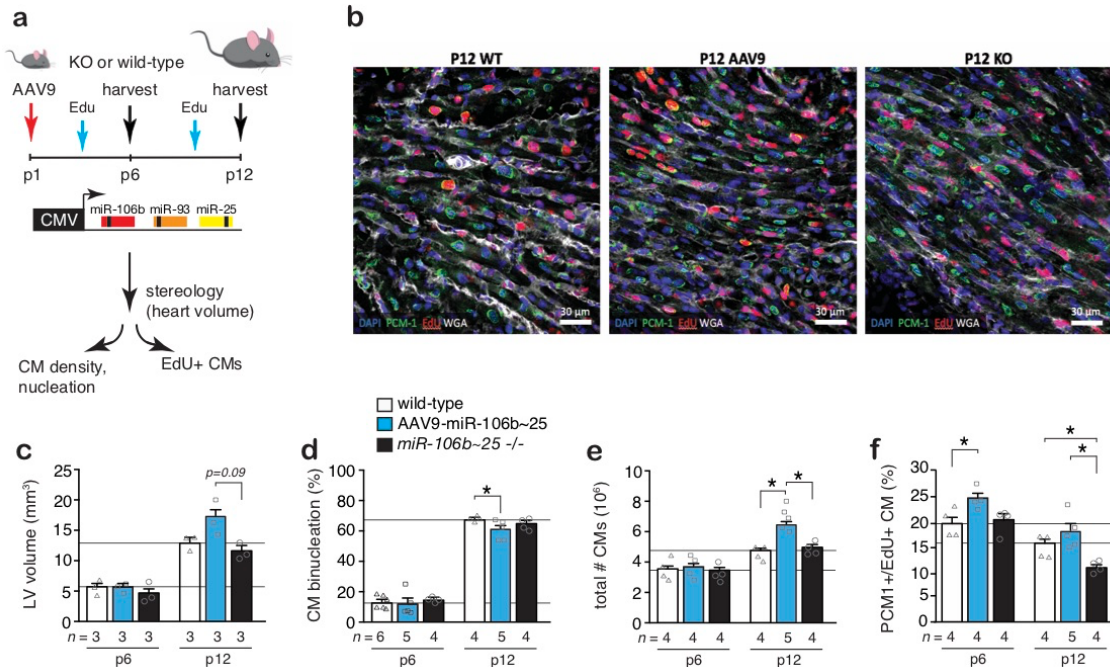 a
KO or wild-type
AAV9
Edu
harvest
Edu
harvest
p1
p6
p12
CMV
miR-106b
miR-93
miR-25
stereology
(heart volume)
CM density,
nucleation
EdU+ CMs
b
P12 WT
P12 AAV9
P12 KO
DAPI PCM-1 EdU WGA
30 µm
DAPI PCM-1 EdU WGA
30 µm
DAPI PCM-1 EdU WGA
30 µm
wild-type
AAV9-miR-106b~25
miR-106b~25 -/-
c
LV volume (mm³)
25
20
15
10
5
0
p=0.09
n = 3 3 3 3 3 3
p6 p12
d
CM binucleation (%)
100
80
60
40
20
0
*
n = 6 5 4 4 5 4
p6 p12
e
total # CMs (10⁶)
10
8
6
4
2
0
* *
n = 4 4 4 4 5 4
p6 p12
f
PCM1+/EdU+ CM (%)
30
25
20
15
10
5
0
*
*
*
n = 4 4 4 4 5 4
p6 p12